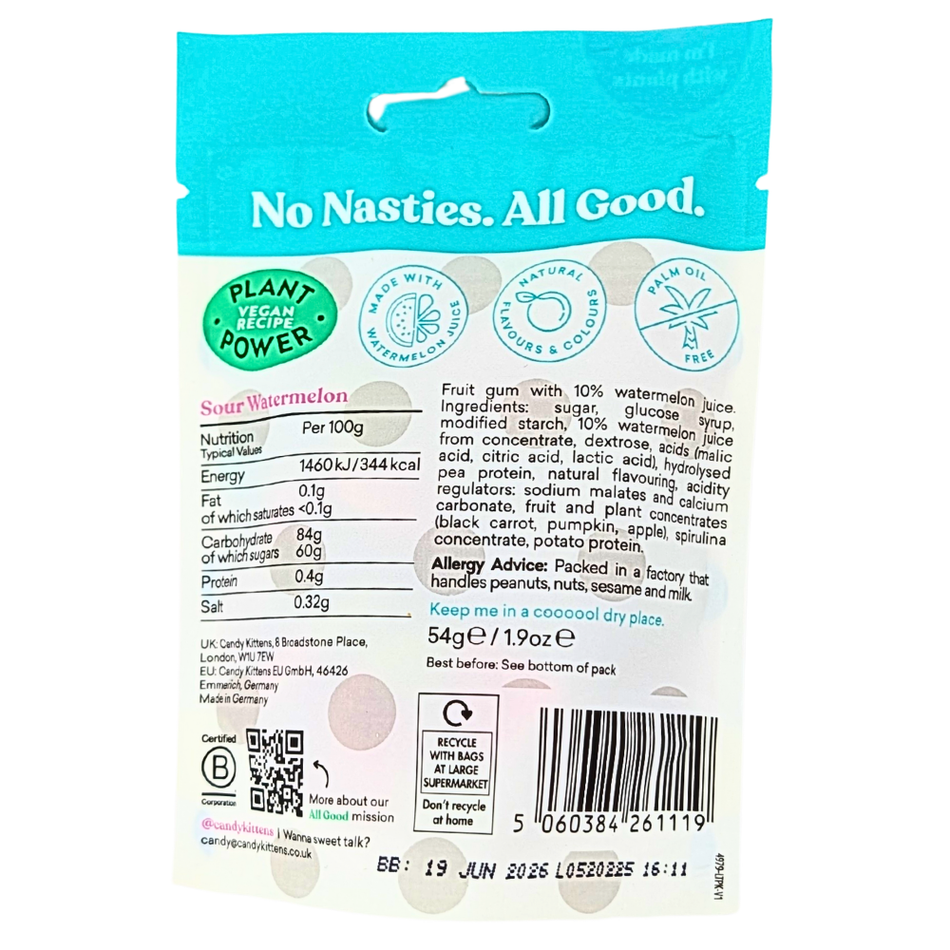 I'm made
with plants
No Nasties. All Good.
PLANT
VEGAN
RECIPE
POWER
MADE WITH
WATERMELON JUICE
NATURAL
FLAVOURS & COLOURS
PALM OIL
FREE
Sour Watermelon
Nutrition
Typical Values
Per 100g
Energy 1460kJ/344kcal
Fat 0.1g
of which saturates <0.1g
Carbohydrate 84g
of which sugars 60g
Protein 0.4g
Salt 0.32g
Fruit gum with 10% watermelon juice.
Ingredients: sugar, glucose syrup,
modified starch, 10% watermelon juice
from concentrate, dextrose, acids (malic
acid, citric acid, lactic acid), hydrolysed
pea protein, natural flavouring, acidity
regulators: sodium malates and calcium
carbonate, fruit and plant concentrates
(black carrot, pumpkin, apple), spirulina
concentrate, potato protein.
Allergy Advice: Packed in a factory that
handles peanuts, nuts, sesame and milk.
Keep me in a coooool dry place.
54g℮ / 1.9oz℮
Best before: See bottom of pack
UK: Candy Kittens, 8 Broadstone Place,
London, W1U 7EW
EU: Candy Kittens EU GmbH, 46426
Emmerich, Germany
Made in Germany
Certified
B
Corporation
More about our
All Good mission
@candykittens | Wanna sweet talk?
candy@candykittens.co.uk
RECYCLE
WITH BAGS
AT LARGE
SUPERMARKET
Don't recycle
at home
5 060384 261119
BB: 19 JUN 2026 L0520225 16:11
4979-LTPK-V1